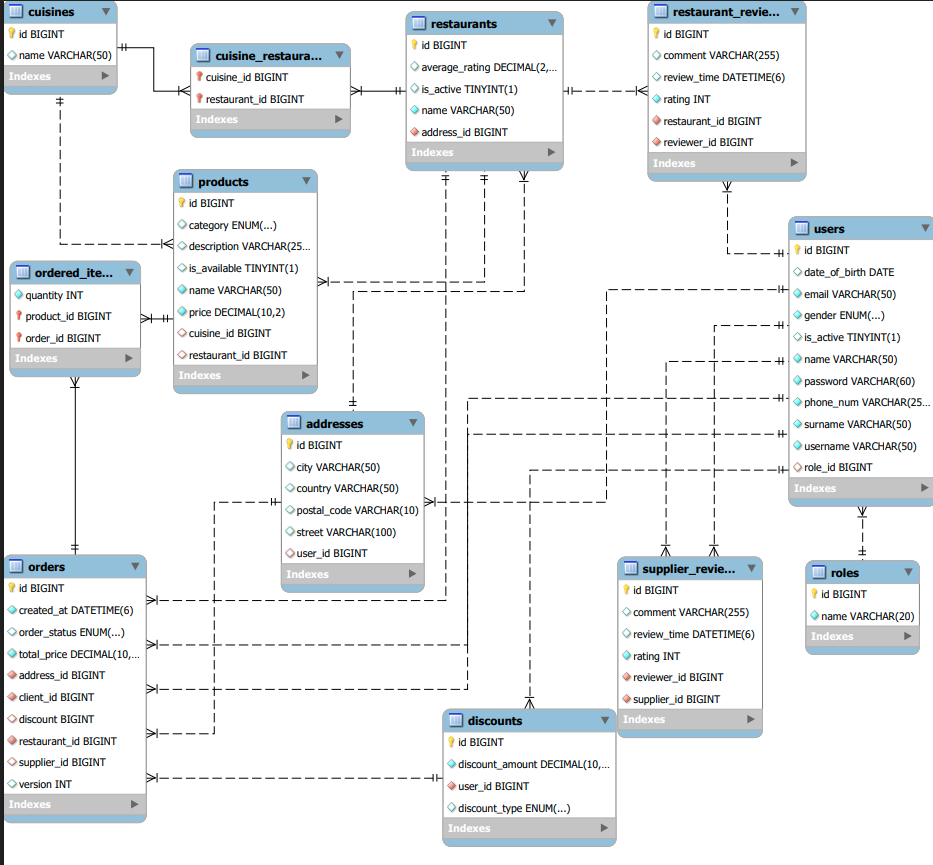 cuisines
id BIGINT
name VARCHAR(50)
Indexes
cuisine_restaura...
cuisine_id BIGINT
restaurant_id BIGINT
Indexes
restaurants
id BIGINT
average_rating DECIMAL(2,...
is_active TINYINT(1)
name VARCHAR(50)
address_id BIGINT
Indexes
restaurant_revie...
id BIGINT
comment VARCHAR(255)
review_time DATETIME(6)
rating INT
restaurant_id BIGINT
reviewer_id BIGINT
Indexes
products
id BIGINT
category ENUM(...)
description VARCHAR(25...
is_available TINYINT(1)
name VARCHAR(50)
price DECIMAL(10,2)
cuisine_id BIGINT
restaurant_id BIGINT
Indexes
users
id BIGINT
date_of_birth DATE
email VARCHAR(50)
gender ENUM(...)
is_active TINYINT(1)
name VARCHAR(50)
password VARCHAR(60)
phone_num VARCHAR(25...
surname VARCHAR(50)
username VARCHAR(50)
role_id BIGINT
Indexes
ordered_ite...
quantity INT
product_id BIGINT
order_id BIGINT
Indexes
addresses
id BIGINT
city VARCHAR(50)
country VARCHAR(50)
postal_code VARCHAR(10)
street VARCHAR(100)
user_id BIGINT
Indexes
orders
id BIGINT
created_at DATETIME(6)
order_status ENUM(...)
total_price DECIMAL(10,...
address_id BIGINT
client_id BIGINT
discount BIGINT
restaurant_id BIGINT
supplier_id BIGINT
version INT
Indexes
supplier_revie...
id BIGINT
comment VARCHAR(255)
review_time DATETIME(6)
rating INT
reviewer_id BIGINT
supplier_id BIGINT
Indexes
roles
id BIGINT
name VARCHAR(20)
Indexes
discounts
id BIGINT
discount_amount DECIMAL(10,...
user_id BIGINT
discount_type ENUM(...)
Indexes